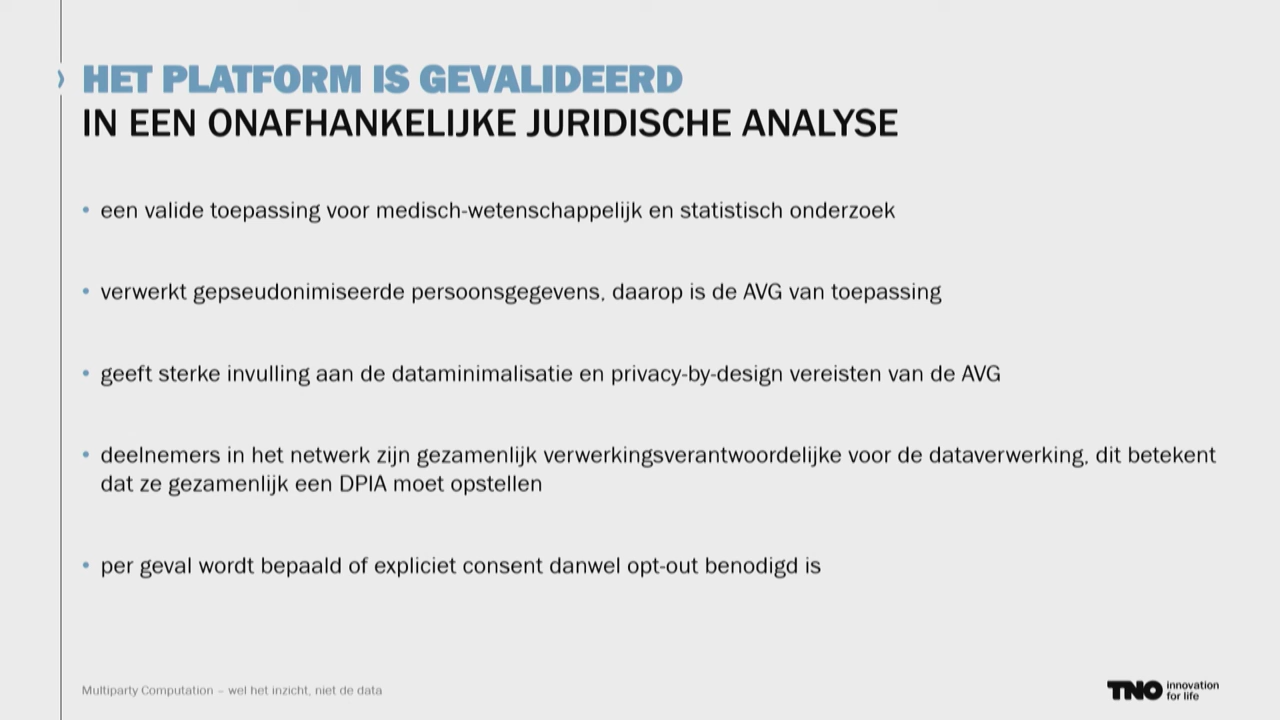 HET PLATFORM IS GEVALIDEERD
IN EEN ONAFHANKELIJKE JURIDISCHE ANALYSE
• een valide toepassing voor medisch-wetenschappelijk en statistisch onderzoek
• verwerkt gepseudonimiseerde persoonsgegevens, daarop is de AVG van toepassing
• geeft sterke invulling aan de dataminimalisatie en privacy-by-design vereisten van de AVG
• deelnemers in het netwerk zijn gezamenlijk verwerkingsverantwoordelijke voor de dataverwerking, dit betekent
dat ze gezamenlijk een DPIA moet opstellen
• per geval wordt bepaald of expliciet consent danwel opt-out benodigd is
Multiparty Computation – wel het inzicht, niet de data
TNO innovation
for life